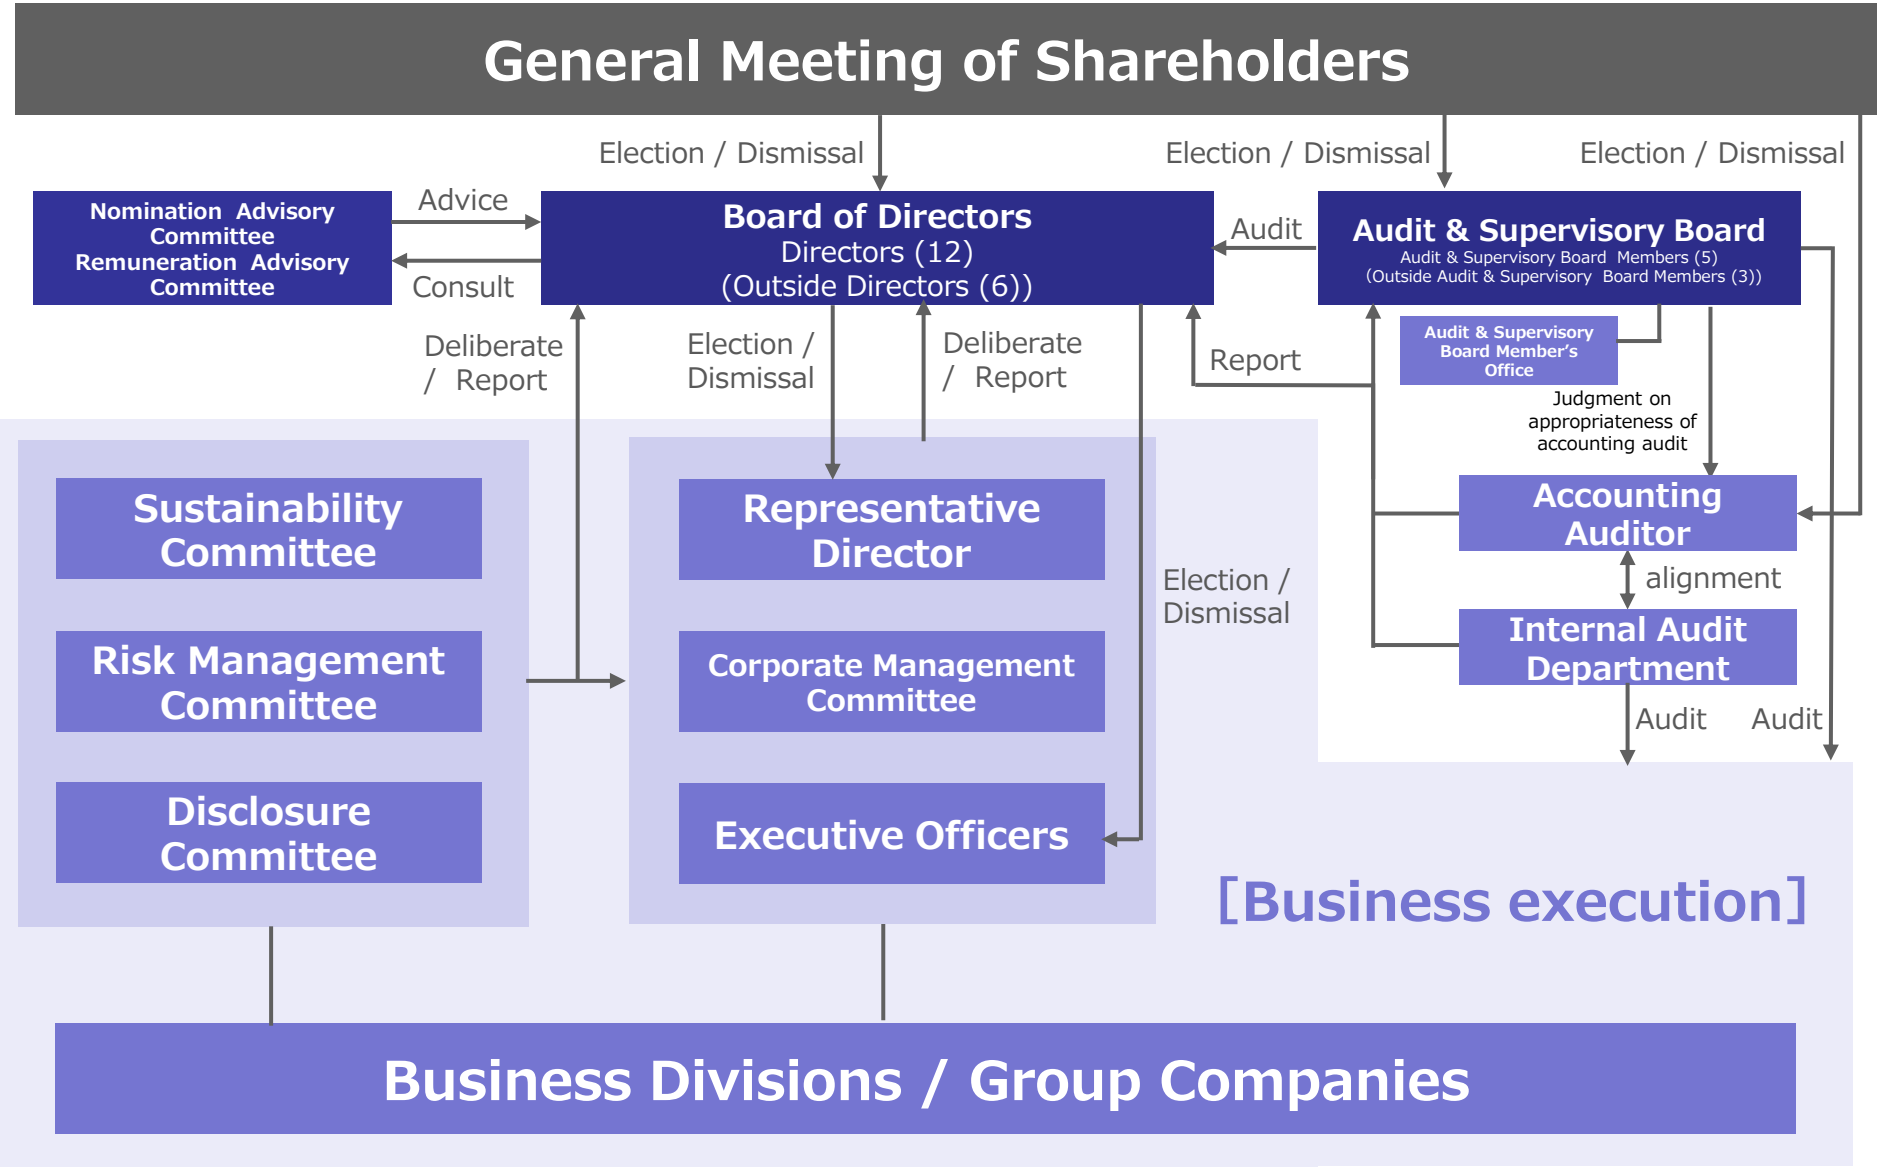 General Meeting of Shareholders
Election / Dismissal
Election / Dismissal
Election / Dismissal
Nomination Advisory
Committee
Remuneration Advisory
Committee
Advice
Consult
Board of Directors
Directors (12)
(Outside Directors (6))
Audit
Audit & Supervisory Board
Audit & Supervisory Board Members (5)
(Outside Audit & Supervisory Board Members (3))
Deliberate
/ Report
Election /
Dismissal
Deliberate
/ Report
Report
Audit & Supervisory
Board Member's
Office
Judgment on
appropriateness of
accounting audit
Sustainability
Committee
Representative
Director
Accounting
Auditor
Election /
Dismissal
alignment
Risk Management
Committee
Corporate Management
Committee
Internal Audit
Department
Audit
Audit
Disclosure
Committee
Executive Officers
[Business execution]
Business Divisions / Group Companies